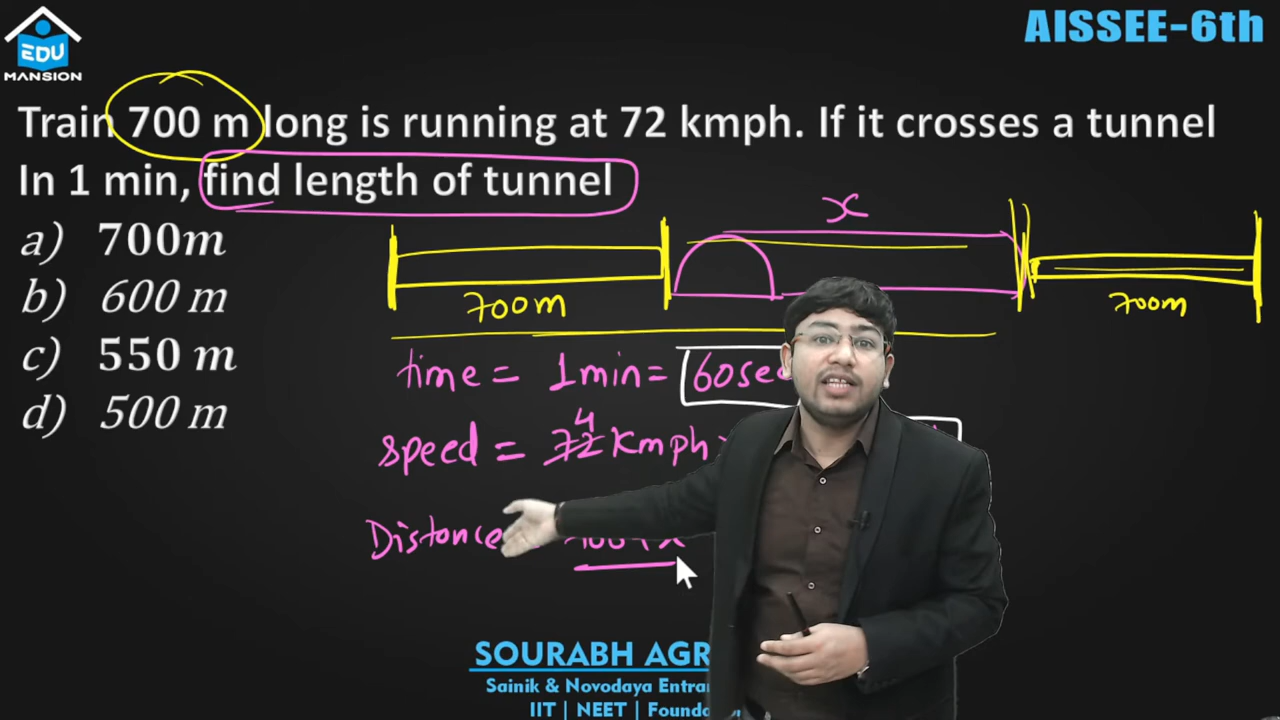 EDU
MANSION
AISSEE-6th
Train 700 m long is running at 72 kmph. If it crosses a tunnel
In 1 min, find length of tunnel
a) 700m
b) 600 m
c) 550 m
d) 500 m
x
700m
700m
time = 1min = 60sec
4
speed = 72 Kmph
Distance
SOURABH AGR
Sainik & Novodaya Entran
IIT | NEET | Founda